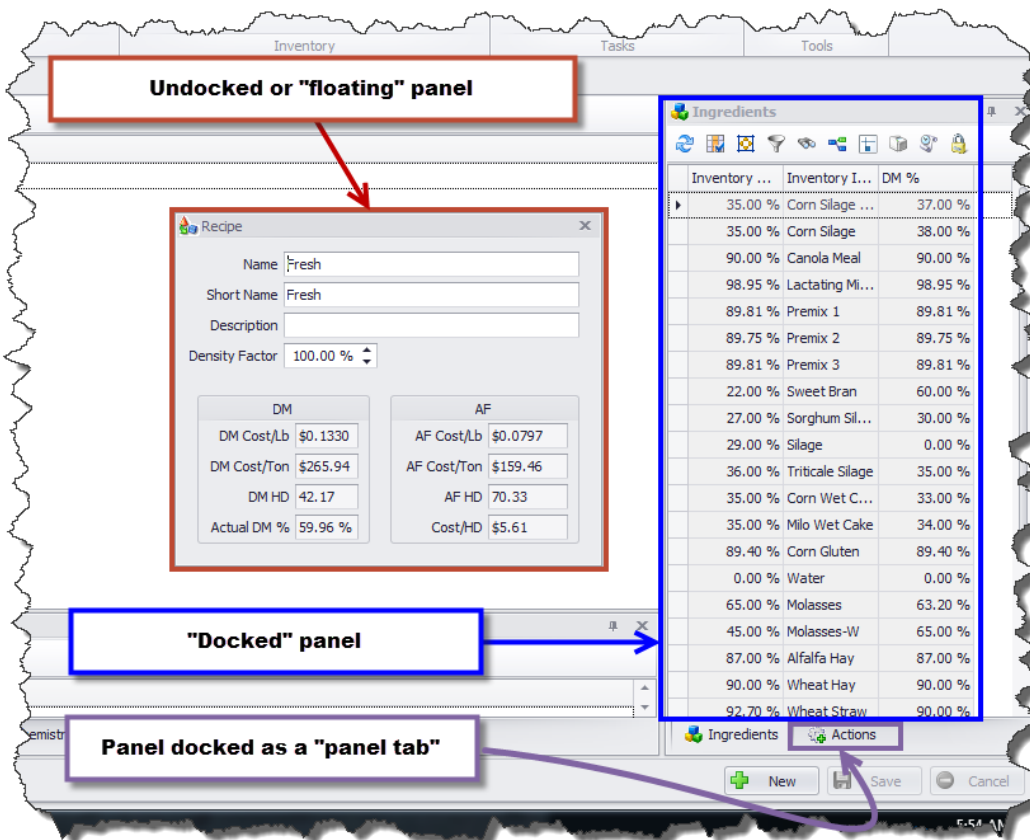 Inventory Tasks Tools
Undocked or "floating" panel
Ingredients
Inventory ... Inventory I... DM %
35.00 % Corn Silage ... 37.00 %
35.00 % Corn Silage 38.00 %
90.00 % Canola Meal 90.00 %
98.95 % Lactating Mi... 98.95 %
89.81 % Premix 1 89.81 %
89.75 % Premix 2 89.75 %
89.81 % Premix 3 89.81 %
22.00 % Sweet Bran 60.00 %
27.00 % Sorghum Sil... 30.00 %
29.00 % Silage 0.00 %
36.00 % Triticale Silage 35.00 %
35.00 % Corn Wet C... 33.00 %
35.00 % Milo Wet Cake 34.00 %
89.40 % Corn Gluten 89.40 %
0.00 % Water 0.00 %
65.00 % Molasses 63.20 %
45.00 % Molasses-W 65.00 %
87.00 % Alfalfa Hay 87.00 %
90.00 % Wheat Hay 90.00 %
92.70 % Wheat Straw 90.00 %
Recipe
Name Fresh
Short Name Fresh
Description
Density Factor 100.00 %
DM AF
DM Cost/Lb $0.1330 AF Cost/Lb $0.0797
DM Cost/Ton $265.94 AF Cost/Ton $159.46
DM HD 42.17 AF HD 70.33
Actual DM % 59.96 % Cost/HD $5.61
"Docked" panel
Panel docked as a "panel tab"
Ingredients Actions
New Save Cancel